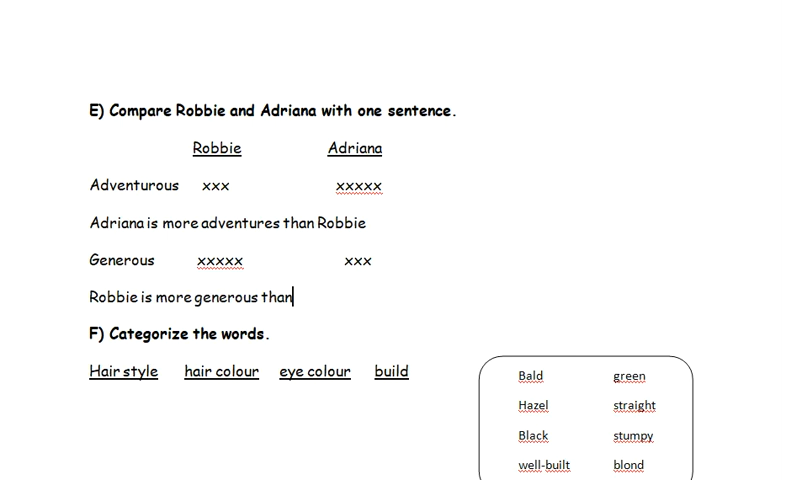 E) Compare Robbie and Adriana with one sentence.
Robbie Adriana
Adventurous xxx xxxxx
Adriana is more adventures than Robbie
Generous xxxxx xxx
Robbie is more generous than
F) Categorize the words.
Hair style hair colour eye colour build
Bald green
Hazel straight
Black stumpy
well-built blond